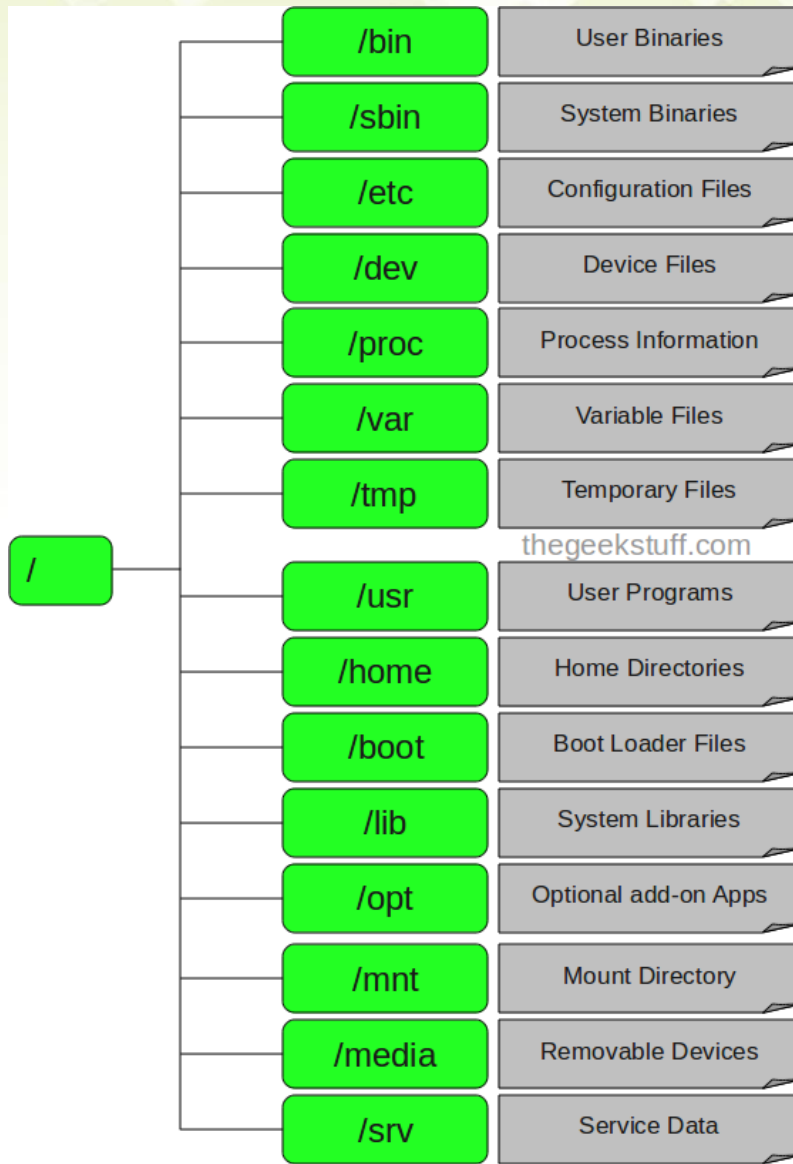 /bin User Binaries
/sbin System Binaries
/etc Configuration Files
/dev Device Files
/proc Process Information
/var Variable Files
/tmp Temporary Files
thegeekstuff.com
/
/usr User Programs
/home Home Directories
/boot Boot Loader Files
/lib System Libraries
/opt Optional add-on Apps
/mnt Mount Directory
/media Removable Devices
/srv Service Data